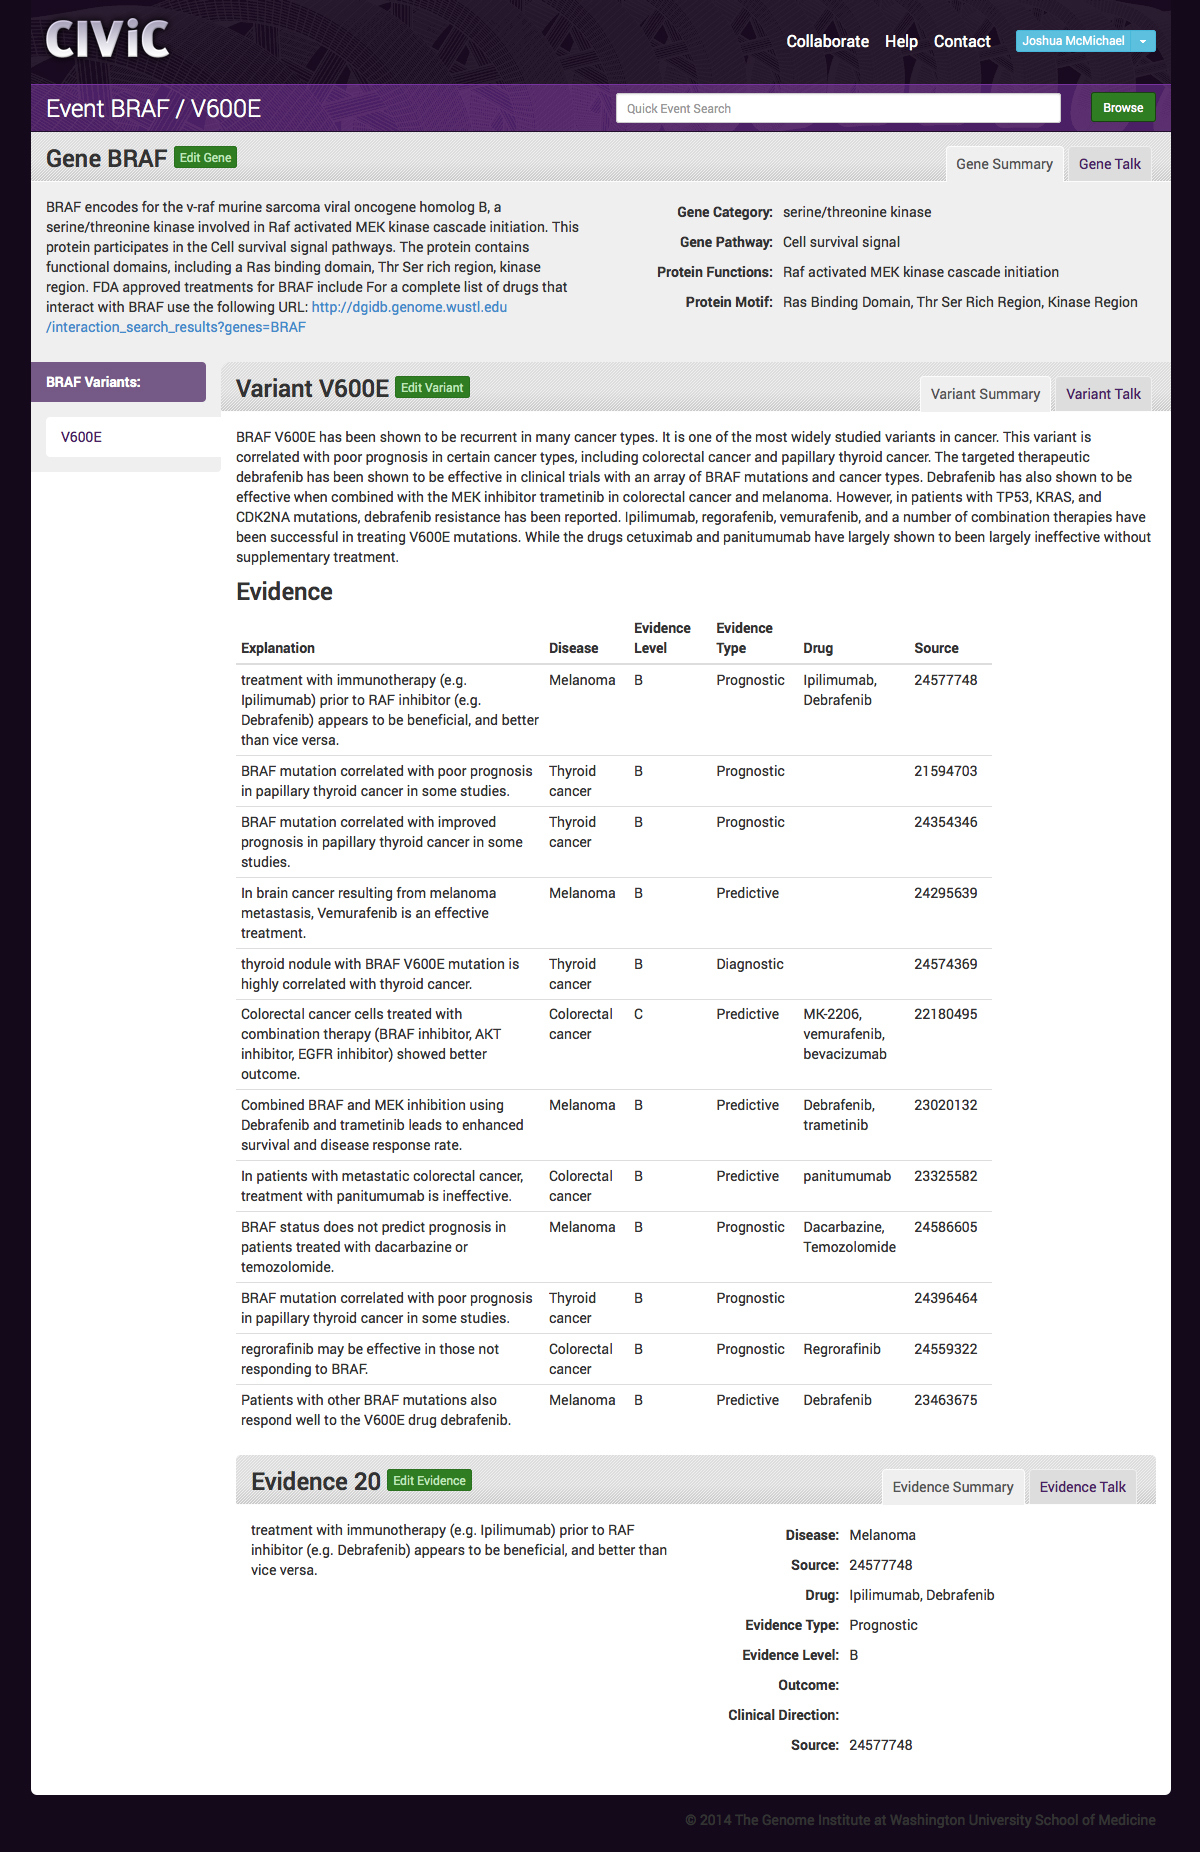 CIViC
Collaborate Help Contact Joshua McMichael
Event BRAF / V600E
Quick Event Search
Browse
Gene BRAF Edit Gene
Gene Summary Gene Talk
BRAF encodes for the v-raf murine sarcoma viral oncogene homolog B, a
serine/threonine kinase involved in Raf activated MEK kinase cascade initiation. This
protein participates in the Cell survival signal pathways. The protein contains
functional domains, including a Ras binding domain, Thr Ser rich region, kinase
region. FDA approved treatments for BRAF include For a complete list of drugs that
interact with BRAF use the following URL: http://dgidb.genome.wustl.edu
/interaction_search_results?genes=BRAF
Gene Category: serine/threonine kinase
Gene Pathway: Cell survival signal
Protein Functions: Raf activated MEK kinase cascade initiation
Protein Motif: Ras Binding Domain, Thr Ser Rich Region, Kinase Region
BRAF Variants:
V600E
Variant V600E Edit Variant
Variant Summary Variant Talk
BRAF V600E has been shown to be recurrent in many cancer types. It is one of the most widely studied variants in cancer. This variant is
correlated with poor prognosis in certain cancer types, including colorectal cancer and papillary thyroid cancer. The targeted therapeutic
debrafenib has been shown to be effective in clinical trials with an array of BRAF mutations and cancer types. Debrafenib has also shown to be
effective when combined with the MEK inhibitor trametinib in colorectal cancer and melanoma. However, in patients with TP53, KRAS, and
CDK2NA mutations, debrafenib resistance has been reported. Ipilimumab, regorafenib, vemurafenib, and a number of combination therapies have
been successful in treating V600E mutations. While the drugs cetuximab and panitumumab have largely shown to been largely ineffective without
supplementary treatment.
Evidence
Evidence Evidence
Explanation Disease Level Type Drug Source
treatment with immunotherapy (e.g. Melanoma B Prognostic Ipilimumab, 24577748
Ipilimumab) prior to RAF inhibitor (e.g. Debrafenib
Debrafenib) appears to be beneficial, and better
than vice versa.
BRAF mutation correlated with poor prognosis Thyroid B Prognostic 21594703
in papillary thyroid cancer in some studies. cancer
BRAF mutation correlated with improved Thyroid B Prognostic 24354346
prognosis in papillary thyroid cancer in some cancer
studies.
In brain cancer resulting from melanoma Melanoma B Predictive 24295639
metastasis, Vemurafenib is an effective
treatment.
thyroid nodule with BRAF V600E mutation is Thyroid B Diagnostic 24574369
highly correlated with thyroid cancer. cancer
Colorectal cancer cells treated with Colorectal C Predictive MK-2206, 22180495
combination therapy (BRAF inhibitor, AKT cancer vemurafenib,
inhibitor, EGFR inhibitor) showed better bevacizumab
outcome.
Combined BRAF and MEK inhibition using Melanoma B Predictive Debrafenib, 23020132
Debrafenib and trametinib leads to enhanced trametinib
survival and disease response rate.
In patients with metastatic colorectal cancer, Colorectal B Predictive panitumumab 23325582
treatment with panitumumab is ineffective. cancer
BRAF status does not predict prognosis in Melanoma B Prognostic Dacarbazine, 24586605
patients treated with dacarbazine or Temozolomide
temozolomide.
BRAF mutation correlated with poor prognosis Thyroid B Prognostic 24396464
in papillary thyroid cancer in some studies. cancer
regrorafinib may be effective in those not Colorectal B Prognostic Regrorafinib 24559322
responding to BRAF. cancer
Patients with other BRAF mutations also Melanoma B Predictive Debrafenib 23463675
respond well to the V600E drug debrafenib.
Evidence 20 Edit Evidence
Evidence Summary Evidence Talk
treatment with immunotherapy (e.g. Ipilimumab) prior to RAF
inhibitor (e.g. Debrafenib) appears to be beneficial, and better than
vice versa.
Disease: Melanoma
Source: 24577748
Drug: Ipilimumab, Debrafenib
Evidence Type: Prognostic
Evidence Level: B
Outcome:
Clinical Direction:
Source: 24577748
© 2014 The Genome Institute at Washington University School of Medicine